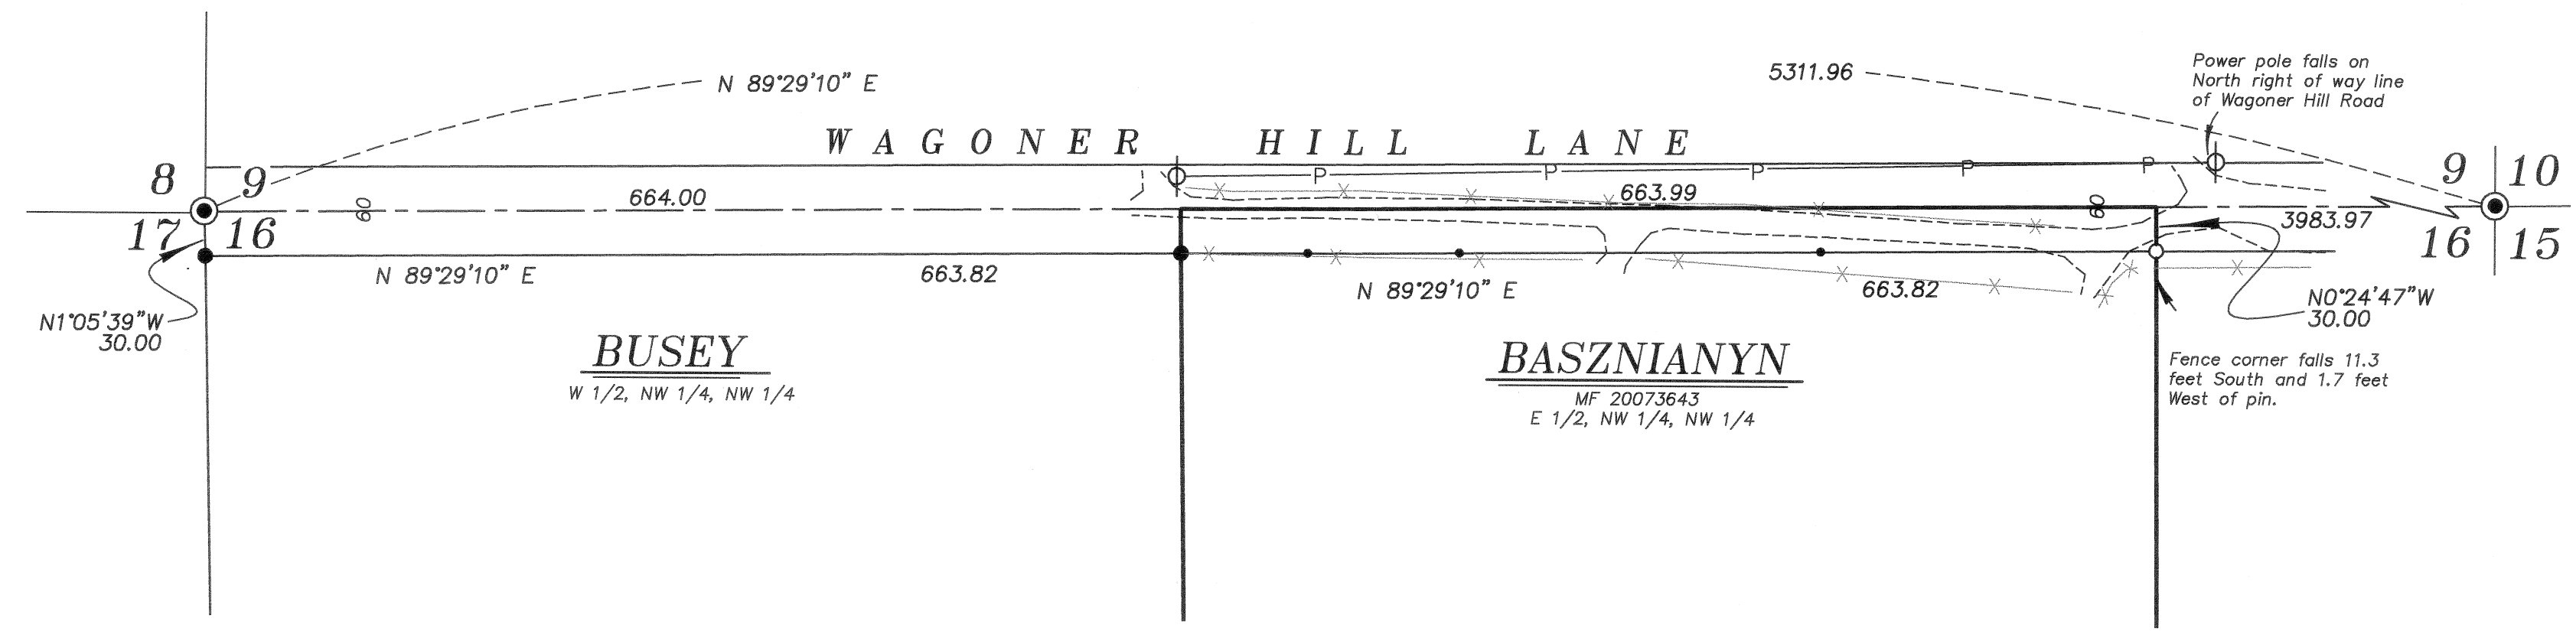 N 89°29'10" E
5311.96
Power pole falls on
North right of way line
of Wagoner Hill Road
WAGONER HILL LANE
8
9
9
10
P
P
P
P
P
664.00
60
663.99
60
3983.97
17
16
16
15
N 89°29'10" E
663.82
N 89°29'10" E
663.82
N1°05'39"W
30.00
N0°24'47"W
30.00
BUSEY
W 1/2, NW 1/4, NW 1/4
BASZNIANYN
MF 20073643
E 1/2, NW 1/4, NW 1/4
Fence corner falls 11.3
feet South and 1.7 feet
West of pin.